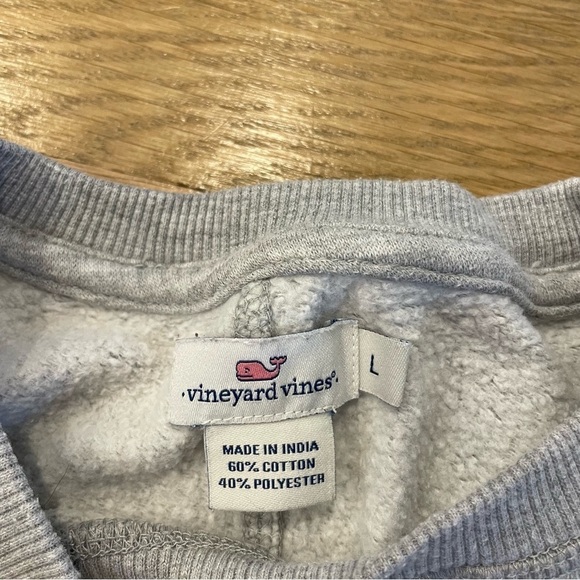 ·vineyard vines®·
L
MADE IN INDIA
60% COTTON
40% POLYESTER